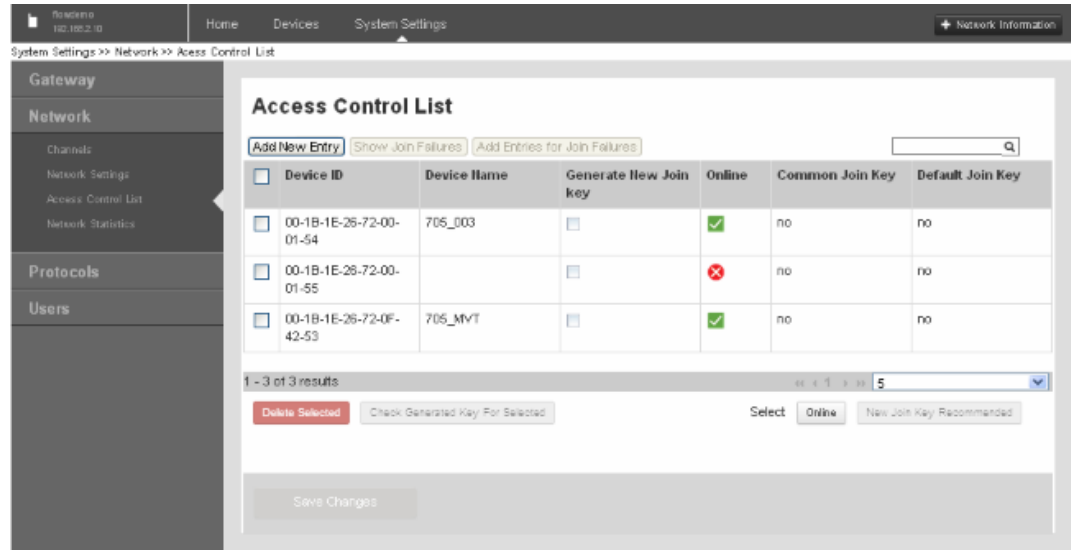 Home Devices System Settings
Network Information
System Settings >> Network >> Acess Control List
Gateway
Network
Channels
Network Settings
Access Control List
Network Statistics
Protocols
Users
Access Control List
Add New Entry Show Join Failures Add Entries for Join Failures
Device ID Device Name Generate New Join key Online Common Join Key Default Join Key
00-1B-1E-26-72-00-01-54 705_003 no no
00-1B-1E-26-72-00-01-55 no no
00-1B-1E-26-72-0F-42-53 705_MVT no no
1 - 3 of 3 results
« ‹ 1 › » 5
Delete Selected Check Generated Key For Selected
Select Online New Join Key Recommended
Save Changes